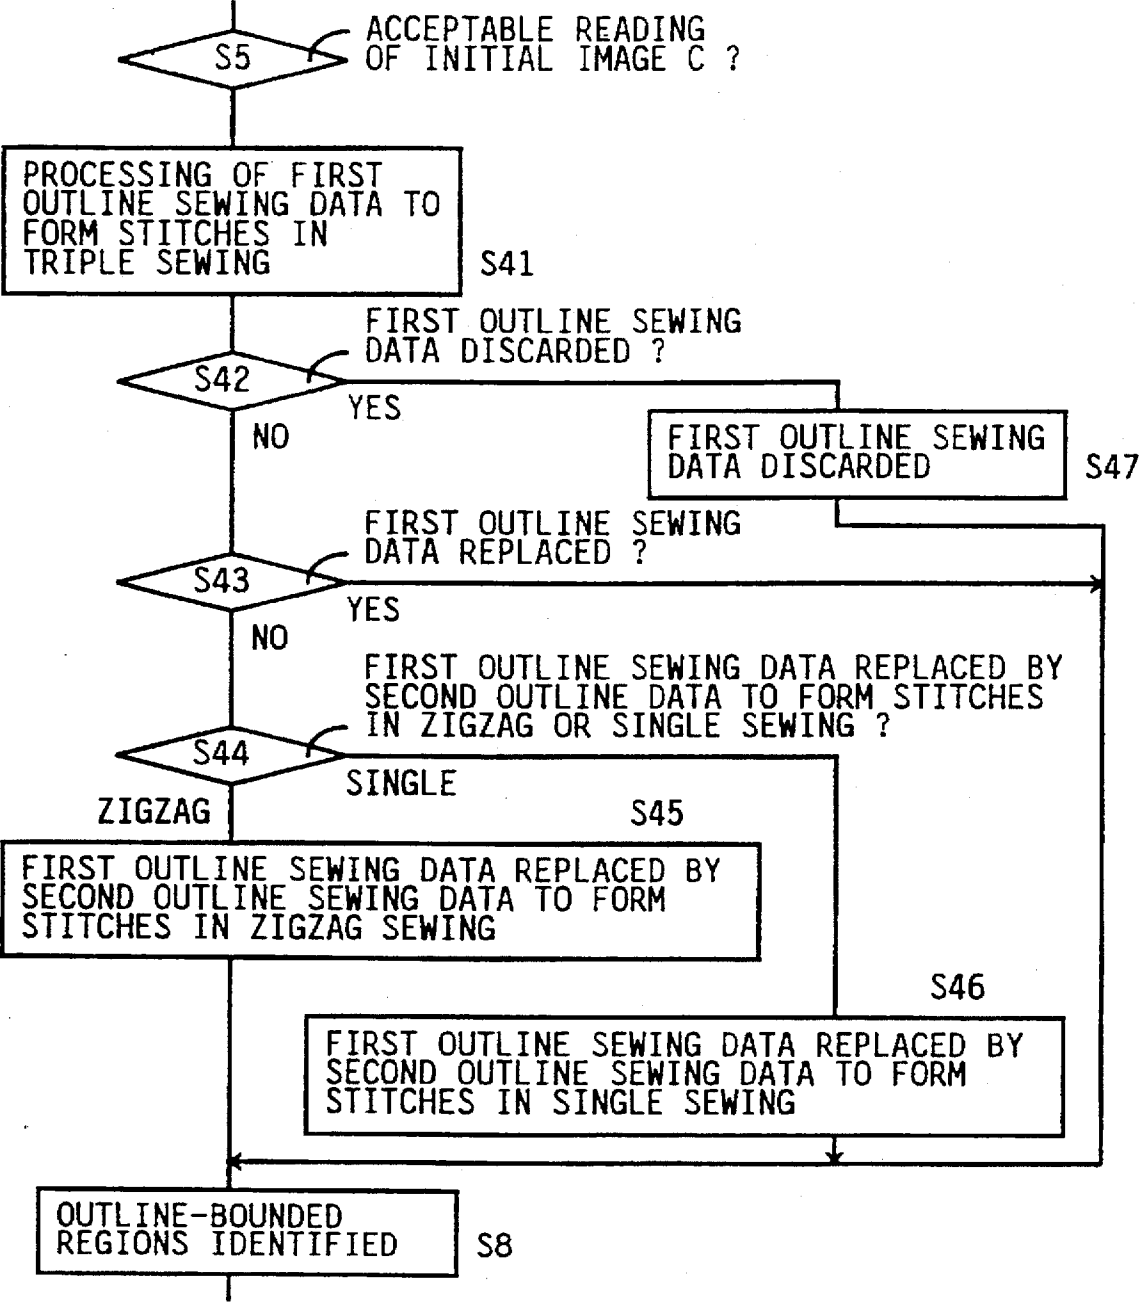 ACCEPTABLE READING
OF INITIAL IMAGE C ?
S5
PROCESSING OF FIRST
OUTLINE SEWING DATA TO
FORM STITCHES IN
TRIPLE SEWING
S41
FIRST OUTLINE SEWING
DATA DISCARDED ?
S42
YES
NO
FIRST OUTLINE SEWING
DATA DISCARDED
S47
FIRST OUTLINE SEWING
DATA REPLACED ?
S43
YES
NO
FIRST OUTLINE SEWING DATA REPLACED BY
SECOND OUTLINE DATA TO FORM STITCHES
IN ZIGZAG OR SINGLE SEWING ?
S44
SINGLE
ZIGZAG
S45
FIRST OUTLINE SEWING DATA REPLACED BY
SECOND OUTLINE SEWING DATA TO FORM
STITCHES IN ZIGZAG SEWING
S46
FIRST OUTLINE SEWING DATA REPLACED BY
SECOND OUTLINE SEWING DATA TO FORM
STITCHES IN SINGLE SEWING
OUTLINE-BOUNDED
REGIONS IDENTIFIED
S8